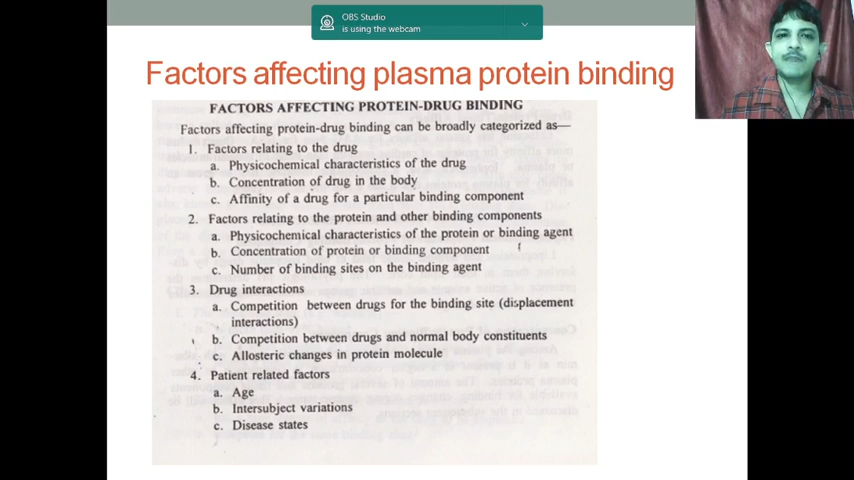 OBS Studio
is using the webcam
Factors affecting plasma protein binding
FACTORS AFFECTING PROTEIN-DRUG BINDING
Factors affecting protein-drug binding can be broadly categorized as—
1. Factors relating to the drug
a. Physicochemical characteristics of the drug
b. Concentration of drug in the body
c. Affinity of a drug for a particular binding component
2. Factors relating to the protein and other binding components
a. Physicochemical characteristics of the protein or binding agent
b. Concentration of protein or binding component
c. Number of binding sites on the binding agent
3. Drug interactions
a. Competition between drugs for the binding site (displacement
interactions)
b. Competition between drugs and normal body constituents
c. Allosteric changes in protein molecule
4. Patient related factors
a. Age
b. Intersubject variations
c. Disease states